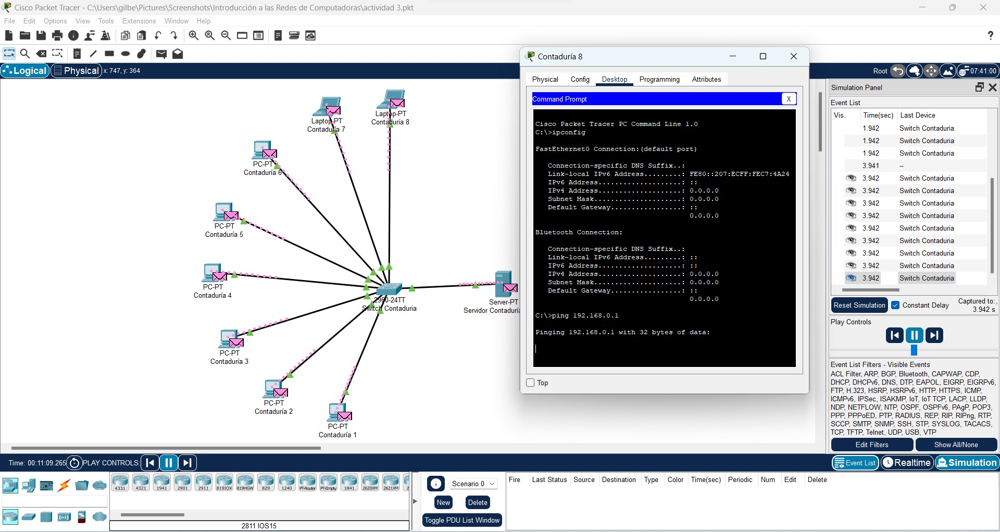 Cisco Packet Tracer - C:\Users\gilbe\Pictures\Screenshots\Introducción a las Redes de Computadoras\actividad 3.pkt
File Edit Options View Tools Extensions Window Help
?
Logical Physical x: 747, y: 364 Root 07:41:00
Laptop-PT
Contaduría 7
Laptop-PT
Contaduría 8
PC-PT
Contaduría 6
PC-PT
Contaduría 5
PC-PT
Contaduría 4
PC-PT
Contaduría 3
PC-PT
Contaduría 2
PC-PT
Contaduría 1
2960-24TT
Switch Contaduria
Server-PT
Servidor Contaduría
Contaduría 8
Physical Config Desktop Programming Attributes
Command Prompt X
Cisco Packet Tracer PC Command Line 1.0
C:\>ipconfig
FastEthernet0 Connection:(default port)
Connection-specific DNS Suffix..:
Link-local IPv6 Address.........: FE80::207:ECFF:FEC7:4A24
IPv6 Address....................: ::
IPv4 Address....................: 0.0.0.0
Subnet Mask.....................: 0.0.0.0
Default Gateway.................: ::
0.0.0.0
Bluetooth Connection:
Connection-specific DNS Suffix..:
Link-local IPv6 Address.........: ::
IPv6 Address....................: ::
IPv4 Address....................: 0.0.0.0
Subnet Mask.....................: 0.0.0.0
Default Gateway.................: ::
0.0.0.0
C:\>ping 192.168.0.1
Pinging 192.168.0.1 with 32 bytes of data:
Top
Simulation Panel
Event List
Vis. Time(sec) Last Device
1.942 Switch Contaduria
1.942 Switch Contaduria
1.942 Switch Contaduria
3.941 --
3.942 Switch Contaduria
3.942 Switch Contaduria
3.942 Switch Contaduria
3.942 Switch Contaduria
3.942 Switch Contaduria
3.942 Switch Contaduria
3.942 Switch Contaduria
3.942 Switch Contaduria
3.942 Switch Contaduria
Reset Simulation Constant Delay Captured to:
3.942 s
Play Controls
Event List Filters - Visible Events
ACL Filter, ARP, BGP, Bluetooth, CAPWAP, CDP,
DHCP, DHCPv6, DNS, DTP, EAPOL, EIGRP, EIGRPv6,
FTP, H.323, HSRP, HSRPv6, HTTP, HTTPS, ICMP,
ICMPv6, IPSec, ISAKMP, IoT, IoT TCP, LACP, LLDP,
NDP, NETFLOW, NTP, OSPF, OSPFv6, PAgP, POP3,
PPP, PPPoED, PTP, RADIUS, REP, RIP, RIPng, RTP,
SCCP, SMTP, SNMP, SSH, STP, SYSLOG, TACACS,
TCP, TFTP, Telnet, UDP, USB, VTP
Edit Filters Show All/None
Time: 00:11:09.265 PLAY CONTROLS: Event List Realtime Simulation
4331 4321 1941 2901 2911 819IOX 819HGW 829 1240 PT-Router PT-Empty 1841 2620XM 2621XM 2
2811 IOS15
Scenario 0
New Delete
Toggle PDU List Window
Fire Last Status Source Destination Type Color Time(sec) Periodic Num Edit Delete